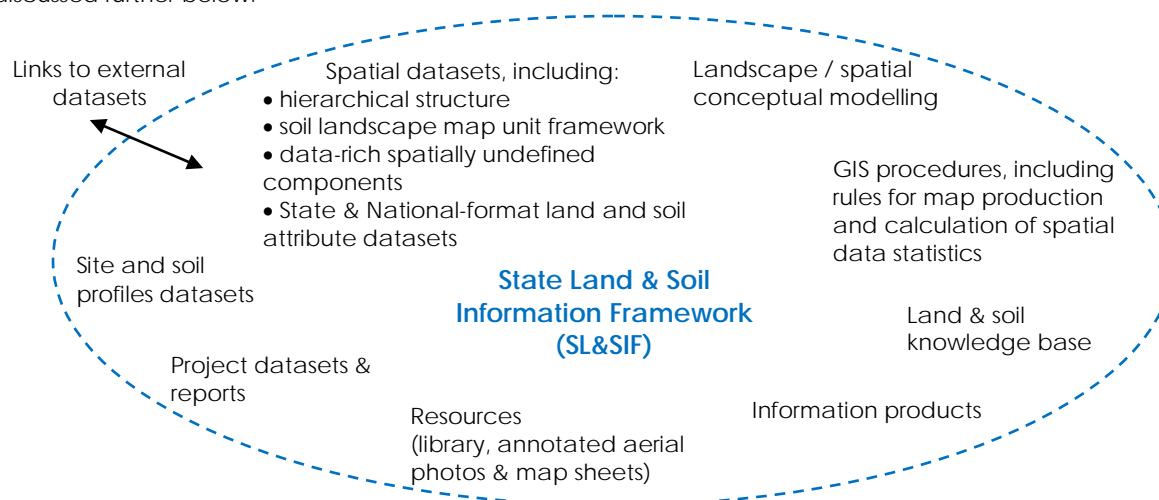 discussed further below.
Links to external
datasets
Spatial datasets, including:
• hierarchical structure
• soil landscape map unit framework
• data-rich spatially undefined
components
• State & National-format land and soil
attribute datasets
Landscape / spatial
conceptual modelling
GIS procedures, including
rules for map production
and calculation of spatial
data statistics
Site and soil
profiles datasets
State Land & Soil
Information Framework
(SL&SIF)
Land & soil
knowledge base
Project datasets &
reports
Resources
(library, annotated aerial
photos & map sheets)
Information products